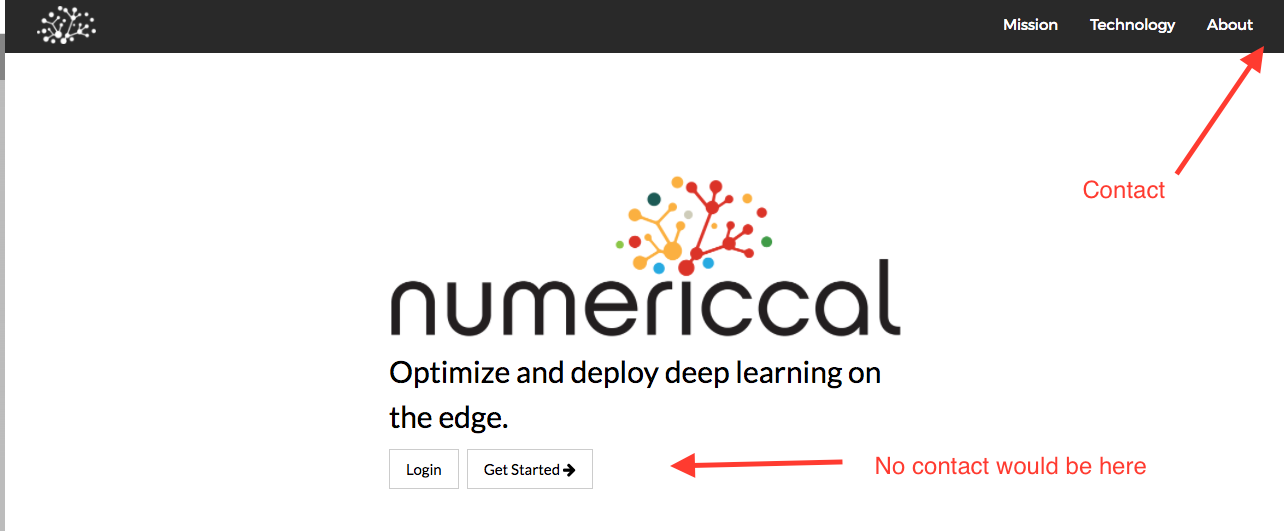 Mission Technology About
Contact
numericcal
Optimize and deploy deep learning on
the edge.
Login Get Started
No contact would be here